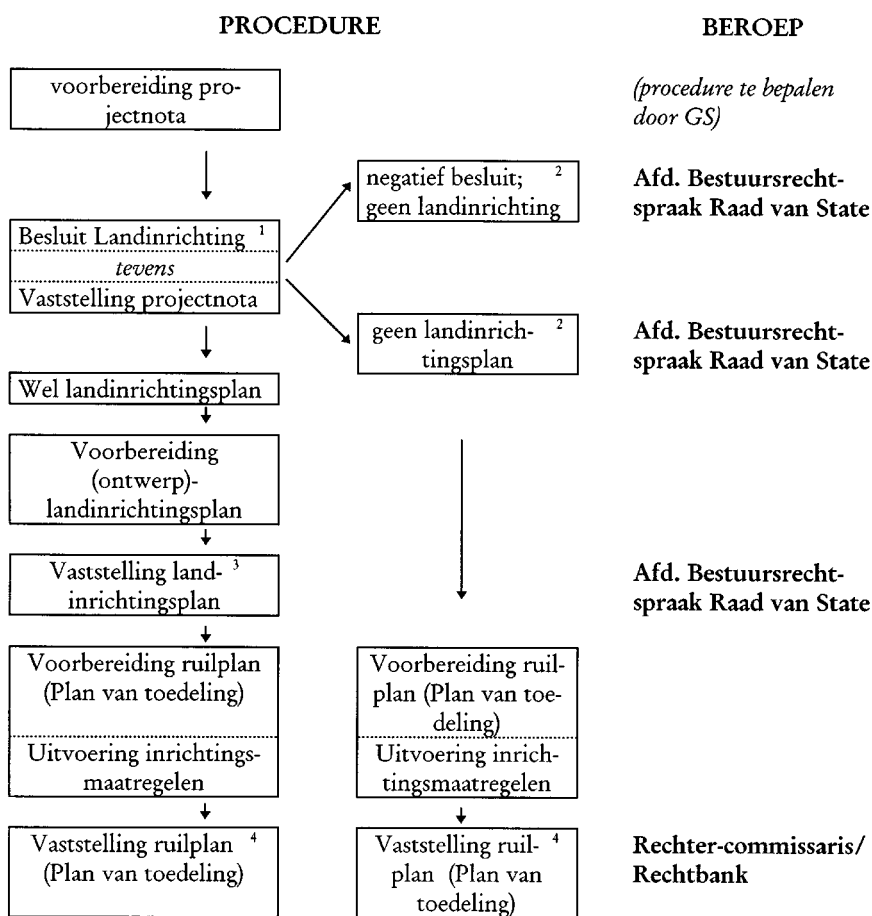 PROCEDURE
BEROEP
voorbereiding pro-
jectnota
(procedure te bepalen
door GS)
negatief besluit; 2
geen landinrichting
Afd. Bestuursrecht-
spraak Raad van State
Besluit Landinrichting 1
tevens
Vaststelling projectnota
geen landinrich- 2
tingsplan
Afd. Bestuursrecht-
spraak Raad van State
Wel landinrichtingsplan
Voorbereiding
(ontwerp)-
landinrichtingsplan
Vaststelling land- 3
inrichtingsplan
Afd. Bestuursrecht-
spraak Raad van State
Voorbereiding ruilplan
(Plan van toedeling)
Uitvoering inrichtings-
maatregelen
Voorbereiding ruil-
plan (Plan van toe-
deling)
Uitvoering inrich-
tingsmaatregelen
Vaststelling ruilplan 4
(Plan van toedeling)
Vaststelling ruil- 4
plan (Plan van
toedeling)
Rechter-commissaris/
Rechtbank